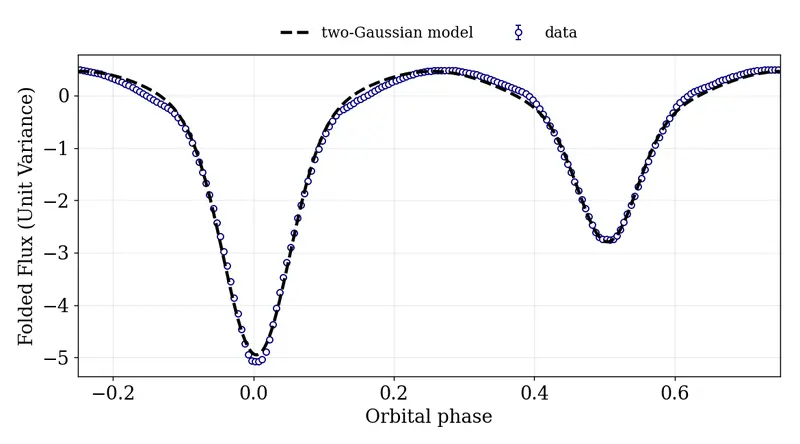 two-Gaussian model
data
Folded Flux (Unit Variance)
0
−1
−2
−3
−4
−5
−0.2
0.0
0.2
0.4
0.6
Orbital phase